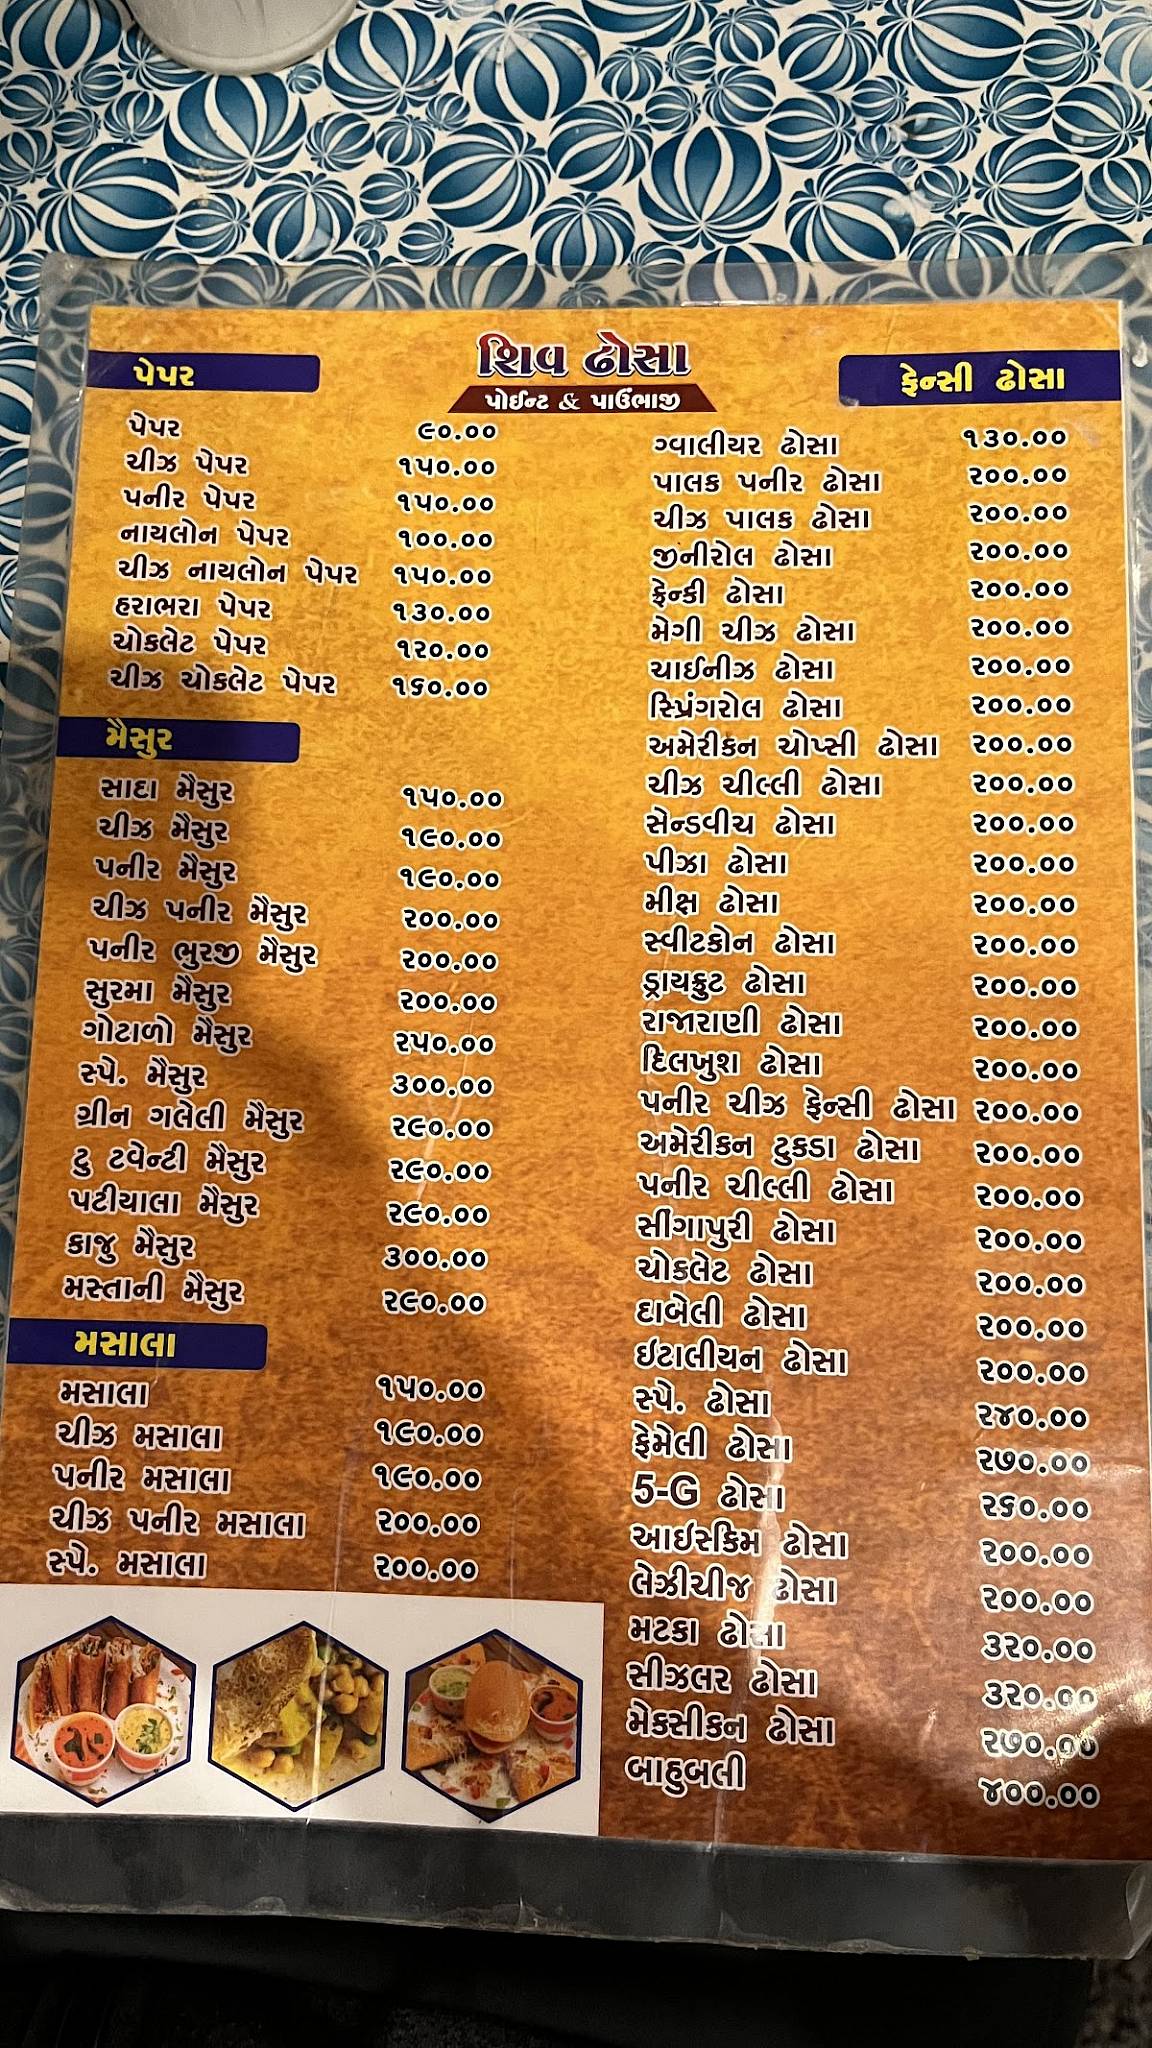 શિવ ઢોસા
પોઈન્ટ & પાઉંભાજી
પેપર
પેપર ૯૦.૦૦
ચીઝ પેપર ૧૫૦.૦૦
પનીર પેપર ૧૫૦.૦૦
નાયલોન પેપર ૧૦૦.૦૦
ચીઝ નાયલોન પેપર ૧૫૦.૦૦
હરાભરા પેપર ૧૩૦.૦૦
ચોકલેટ પેપર ૧૨૦.૦૦
ચીઝ ચોકલેટ પેપર ૧૬૦.૦૦
મૈસુર
સાદા મૈસુર ૧૫૦.૦૦
ચીઝ મૈસુર ૧૯૦.૦૦
પનીર મૈસુર ૧૯૦.૦૦
ચીઝ પનીર મૈસુર ૨૦૦.૦૦
પનીર ભુરજી મૈસુર ૨૦૦.૦૦
સુરમા મૈસુર ૨૦૦.૦૦
ગોટાળો મૈસુર ૨૫૦.૦૦
સ્પે. મૈસુર ૩૦૦.૦૦
ગ્રીન ગલેલી મૈસુર ૨૯૦.૦૦
ટુ ટવેન્ટી મૈસુર ૨૯૦.૦૦
પટીયાલા મૈસુર ૨૯૦.૦૦
કાજુ મૈસુર ૩૦૦.૦૦
મસ્તાની મૈસુર ૨૯૦.૦૦
મસાલા
મસાલા ૧૫૦.૦૦
ચીઝ મસાલા ૧૯૦.૦૦
પનીર મસાલા ૧૯૦.૦૦
ચીઝ પનીર મસાલા ૨૦૦.૦૦
સ્પે. મસાલા ૨૦૦.૦૦
ફેન્સી ઢોસા
ગ્વાલીયર ઢોસા ૧૩૦.૦૦
પાલક પનીર ઢોસા ૨૦૦.૦૦
ચીઝ પાલક ઢોસા ૨૦૦.૦૦
જીનીરોલ ઢોસા ૨૦૦.૦૦
ફ્રેન્કી ઢોસા ૨૦૦.૦૦
મેગી ચીઝ ઢોસા ૨૦૦.૦૦
ચાઈનીઝ ઢોસા ૨૦૦.૦૦
સ્પ્રિંગરોલ ઢોસા ૨૦૦.૦૦
અમેરીકન ચોપ્સી ઢોસા ૨૦૦.૦૦
ચીઝ ચીલ્લી ઢોસા ૨૦૦.૦૦
સેન્ડવીચ ઢોસા ૨૦૦.૦૦
પીઝા ઢોસા ૨૦૦.૦૦
મીક્ષ ઢોસા ૨૦૦.૦૦
સ્વીટકોન ઢોસા ૨૦૦.૦૦
ડ્રાયફ્રુટ ઢોસા ૨૦૦.૦૦
રાજારાણી ઢોસા ૨૦૦.૦૦
દિલખુશ ઢોસા ૨૦૦.૦૦
પનીર ચીઝ ફેન્સી ઢોસા ૨૦૦.૦૦
અમેરીકન ટુકડા ઢોસા ૨૦૦.૦૦
પનીર ચીલ્લી ઢોસા ૨૦૦.૦૦
સીંગાપુરી ઢોસા ૨૦૦.૦૦
ચોકલેટ ઢોસા ૨૦૦.૦૦
દાબેલી ઢોસા ૨૦૦.૦૦
ઇટાલીયન ઢોસા ૨૦૦.૦૦
સ્પે. ઢોસા ૨૪૦.૦૦
ફેમેલી ઢોસા ૨૭૦.૦૦
5-G ઢોસા ૨૬૦.૦૦
આઈસ્કિમ ઢોસા ૨૦૦.૦૦
લેઝીચીજ ઢોસા ૨૦૦.૦૦
મટકા ઢોસા ૩૨૦.૦૦
સીઝલર ઢોસા ૩૨૦.૦૦
મેક્સીકન ઢોસા ૨૭૦.૦૦
બાહુબલી ૪૦૦.૦૦